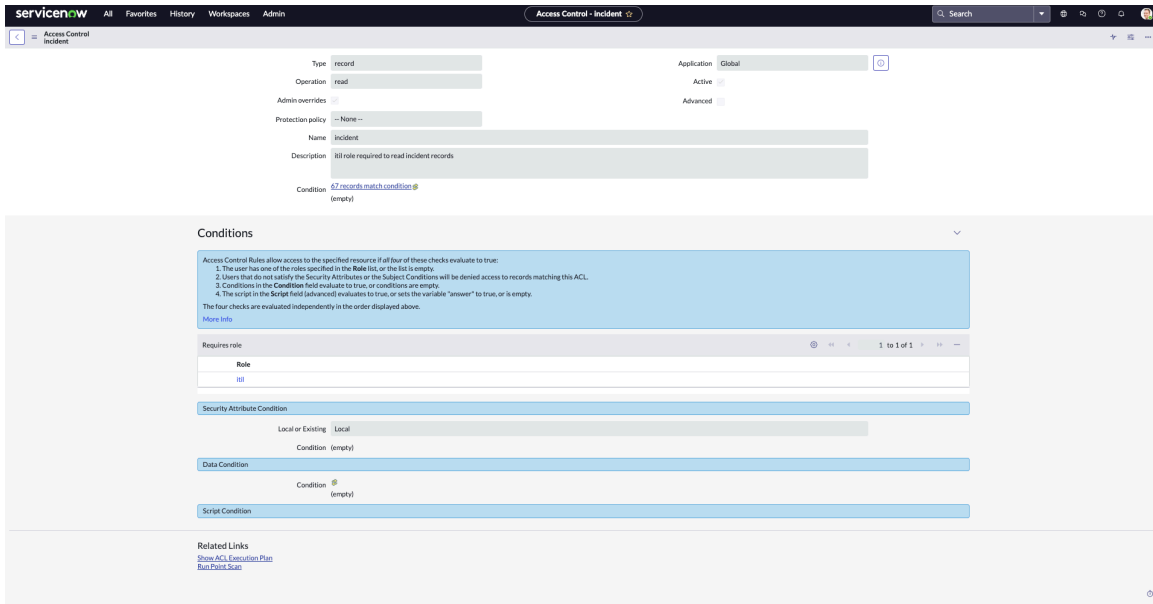 servicenow All Favorites History Workspaces Admin Access Control - incident Search
Access Control
incident
Type record Application Global
Operation read Active
Admin overrides Advanced
Protection policy -- None --
Name incident
Description itil role required to read incident records
Condition 67 records match condition
(empty)
Conditions
Access Control Rules allow access to the specified resource if all four of these checks evaluate to true:
1. The user has one of the roles specified in the Role list, or the list is empty.
2. Users that do not satisfy the Security Attributes or the Subject Conditions will be denied access to records matching this ACL.
3. Conditions in the Condition field evaluate to true, or conditions are empty.
4. The script in the Script field (advanced) evaluates to true, or sets the variable "answer" to true, or is empty.
The four checks are evaluated independently in the order displayed above.
More Info
Requires role 1 to 1 of 1
Role
itil
Security Attribute Condition
Local or Existing Local
Condition (empty)
Data Condition
Condition
(empty)
Script Condition
Related Links
Show ACL Execution Plan
Run Point Scan